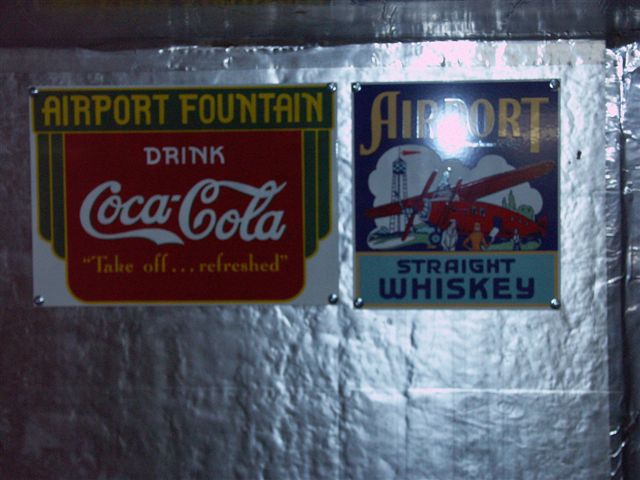 AIRPORT FOUNTAIN
DRINK
Coca-Cola
"Take off...refreshed"
AIRPORT
STRAIGHT
WHISKEY